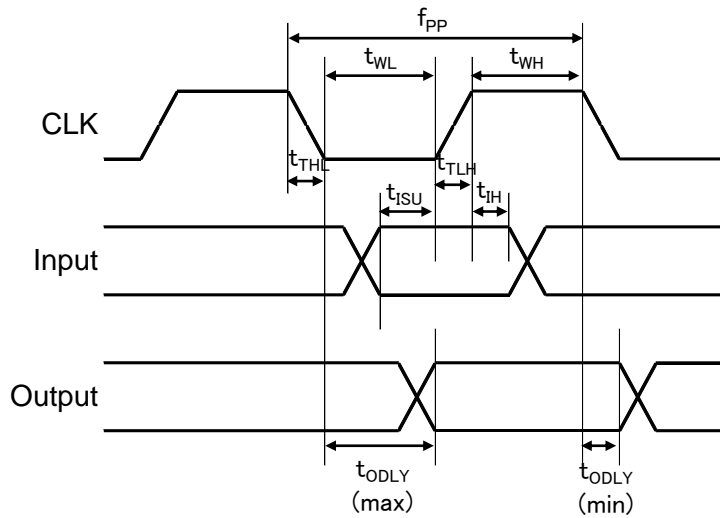 fPP
tWL
tWH
CLK
tTHL
tTLH
tISU
tIH
Input
Output
tODLY
(max)
tODLY
(min)